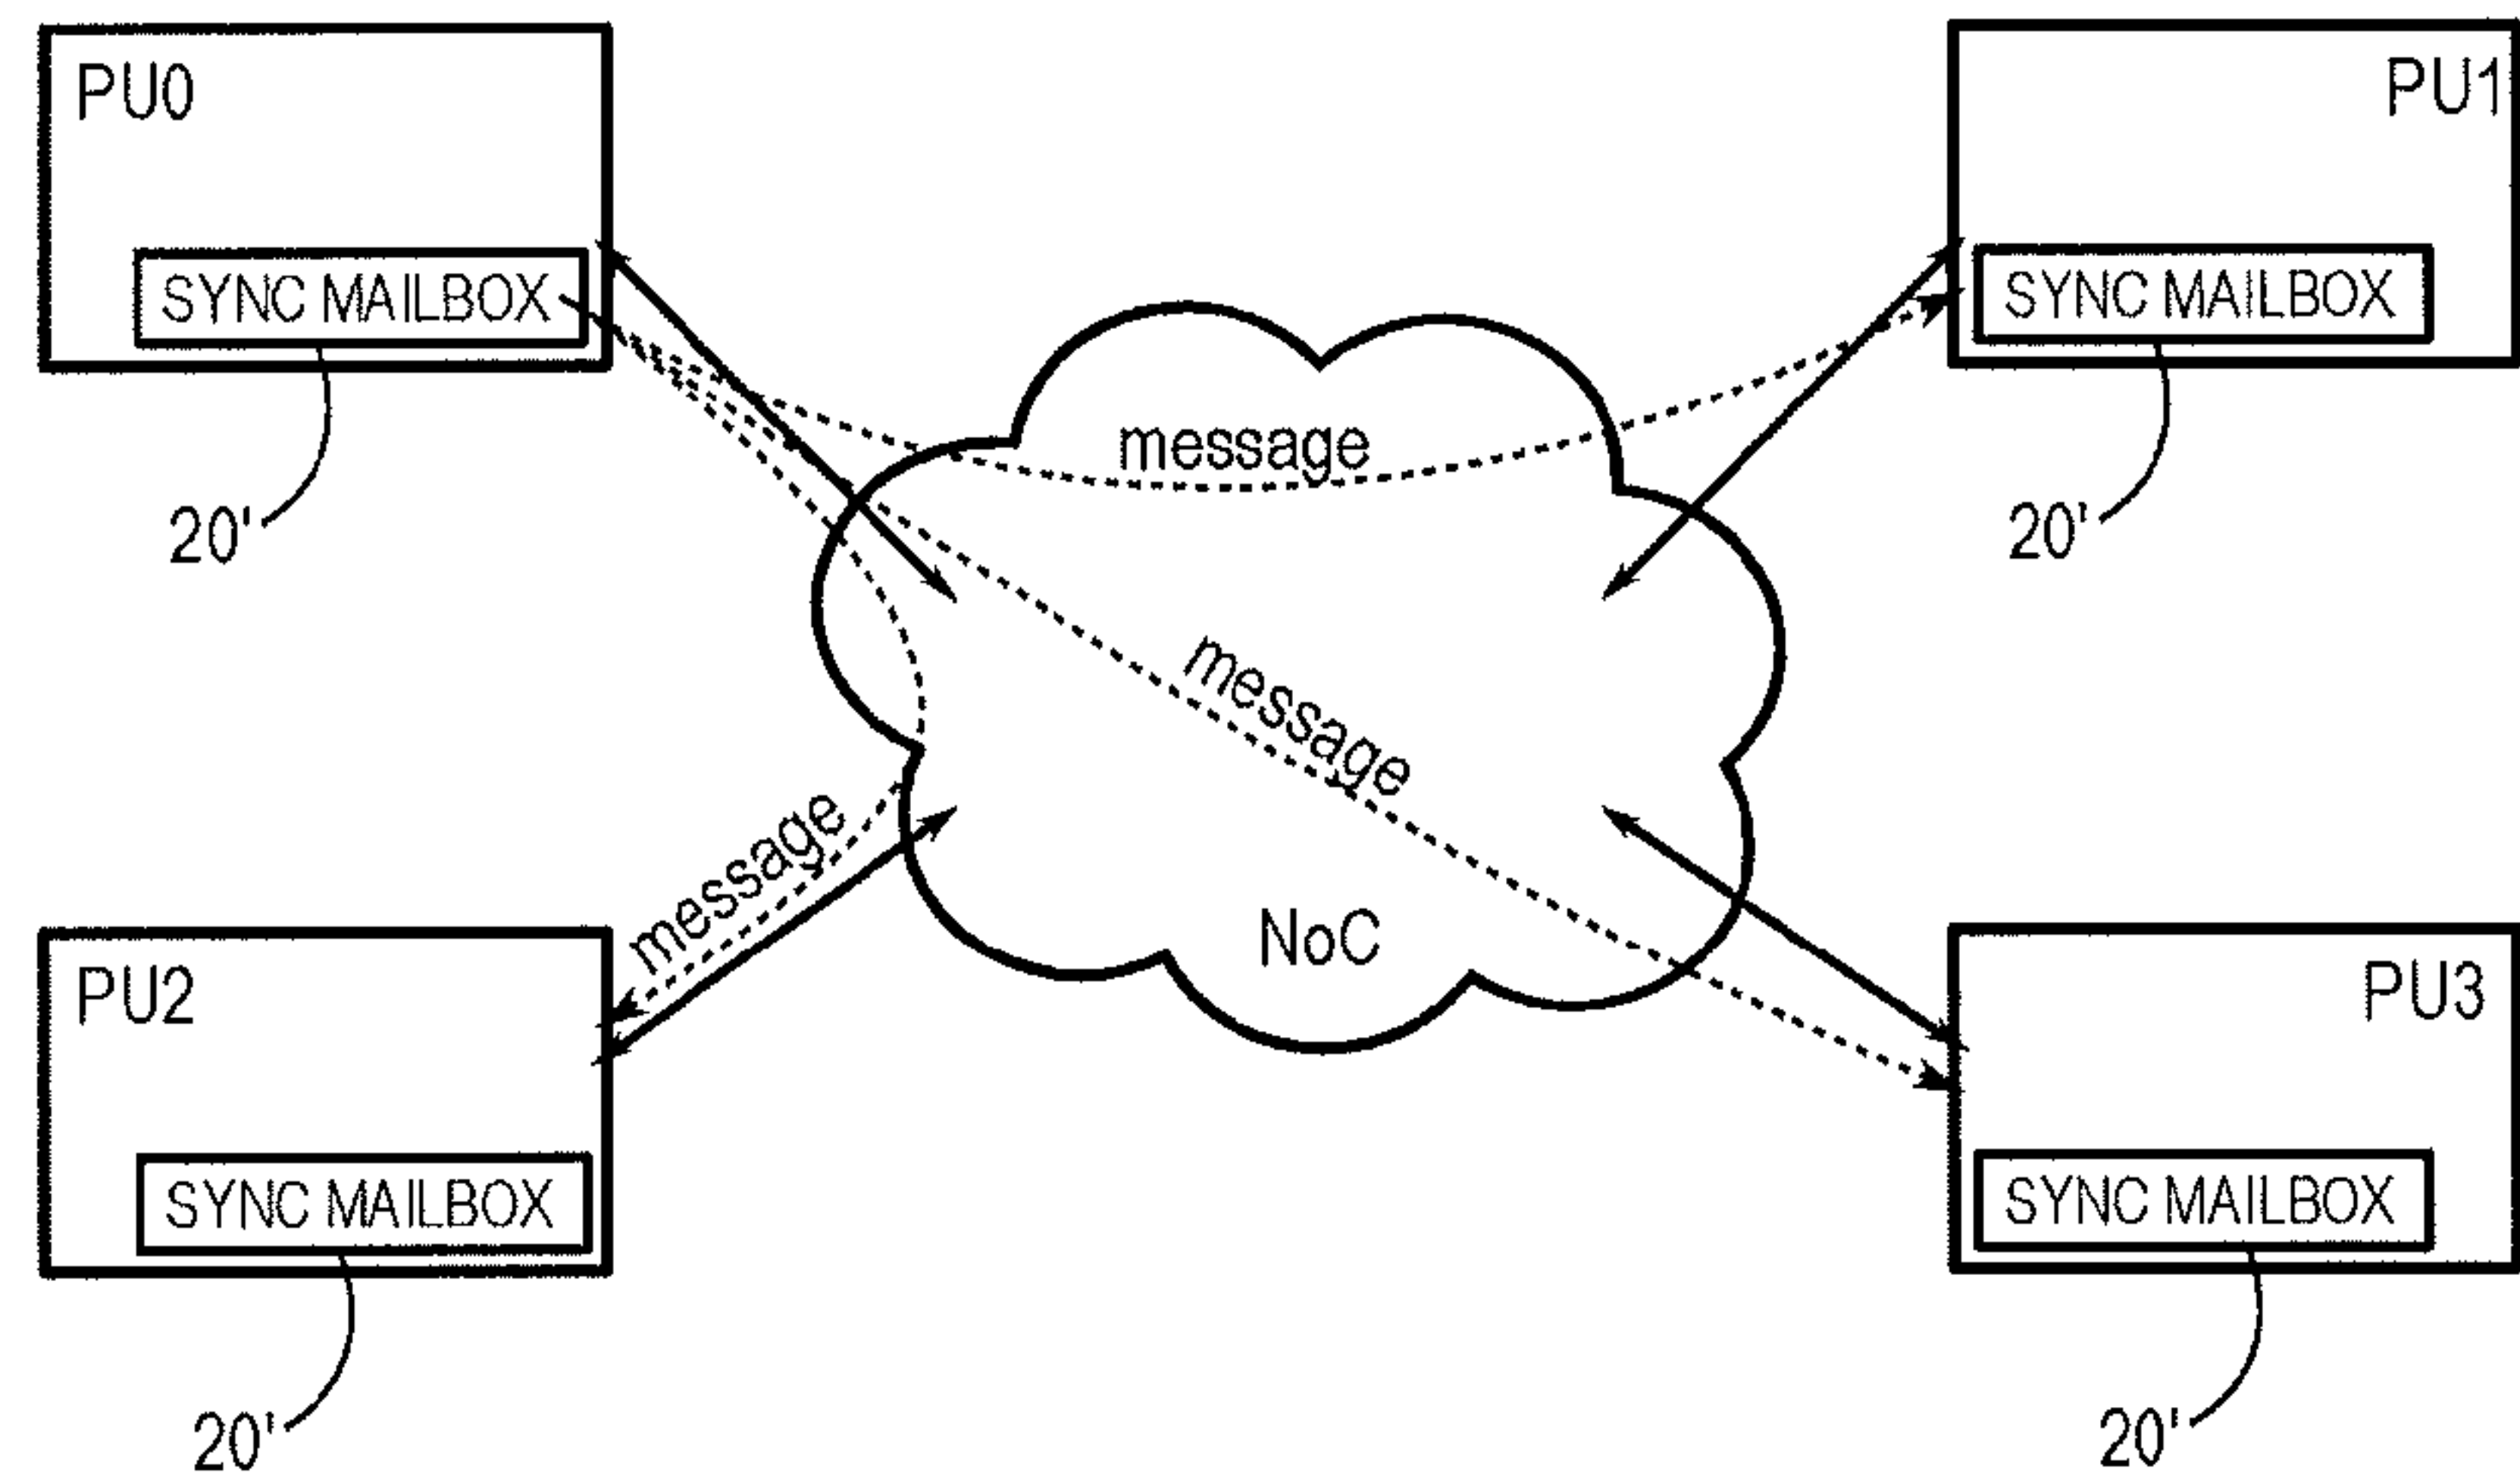 PU0
PU1
SYNC MAILBOX
SYNC MAILBOX
20'
20'
message
message
message
NoC
PU2
PU3
SYNC MAILBOX
SYNC MAILBOX
20'
20'